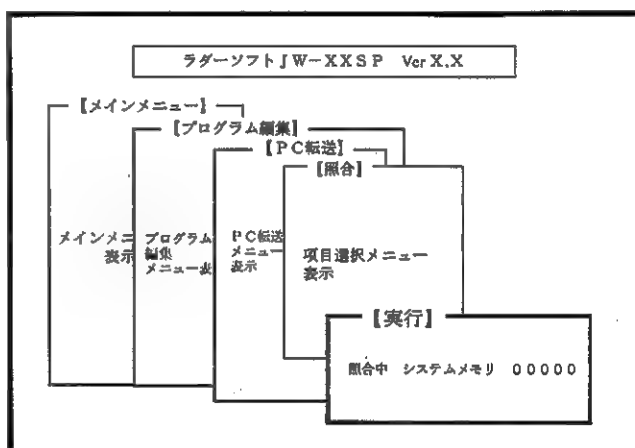 ラダーソフトJW-XXSP Ver X.X
【メインメニュー】
【プログラム編集】
【PC転送】
【照合】
メインメニ
表示
プログラム
編集
メニュー表
PC転送
メニュー
表示
項目選択メニュー
表示
【実行】
照合中 システムメモリ 00000